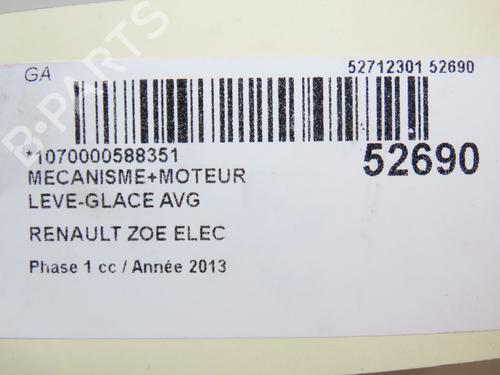 GA
52712301 52690
*1070000588351
52690
MECANISME+MOTEUR
LEVE-GLACE AVG
RENAULT ZOE ELEC
Phase 1 cc / Année 2013
B-PARTS